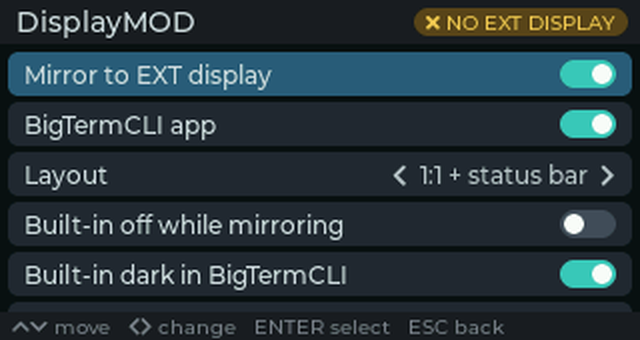 DisplayMOD
NO EXT DISPLAY
Mirror to EXT display
BigTermCLI app
Layout
1:1 + status bar
Built-in off while mirroring
Built-in dark in BigTermCLI
move change ENTER select ESC back